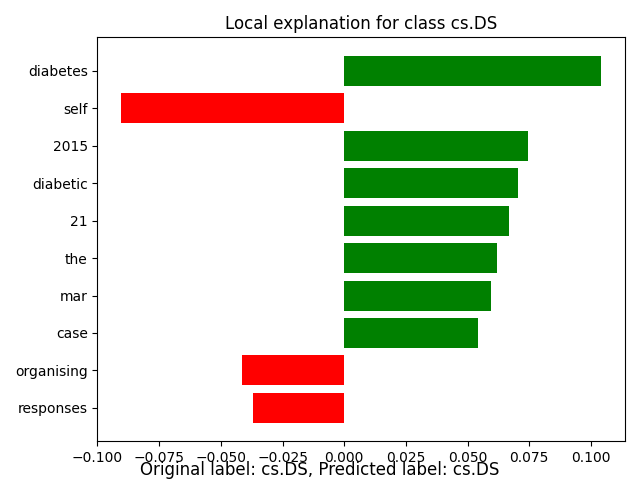 Local explanation for class cs.DS
diabetes
self
2015
diabetic
21
the
mar
case
organising
responses
−0.100 −0.075 −0.050 −0.025 0.000 0.025 0.050 0.075 0.100
Original label: cs.DS, Predicted label: cs.DS